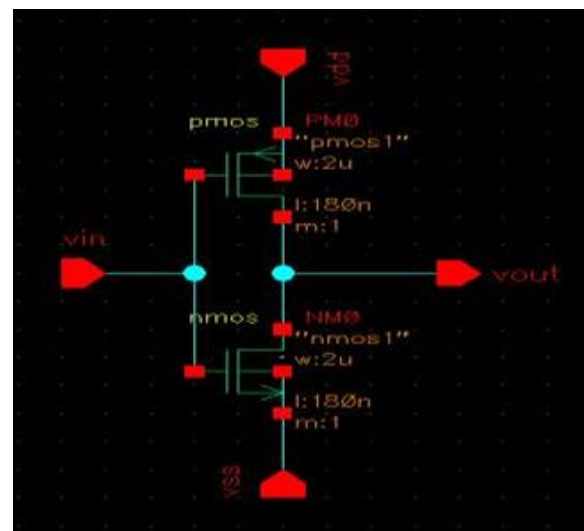 vdd
pmos PM0
"pmos1"
w:2u
l:180n
m:1
vin
vout
nmos NM0
"nmos1"
w:2u
l:180n
m:1
vss